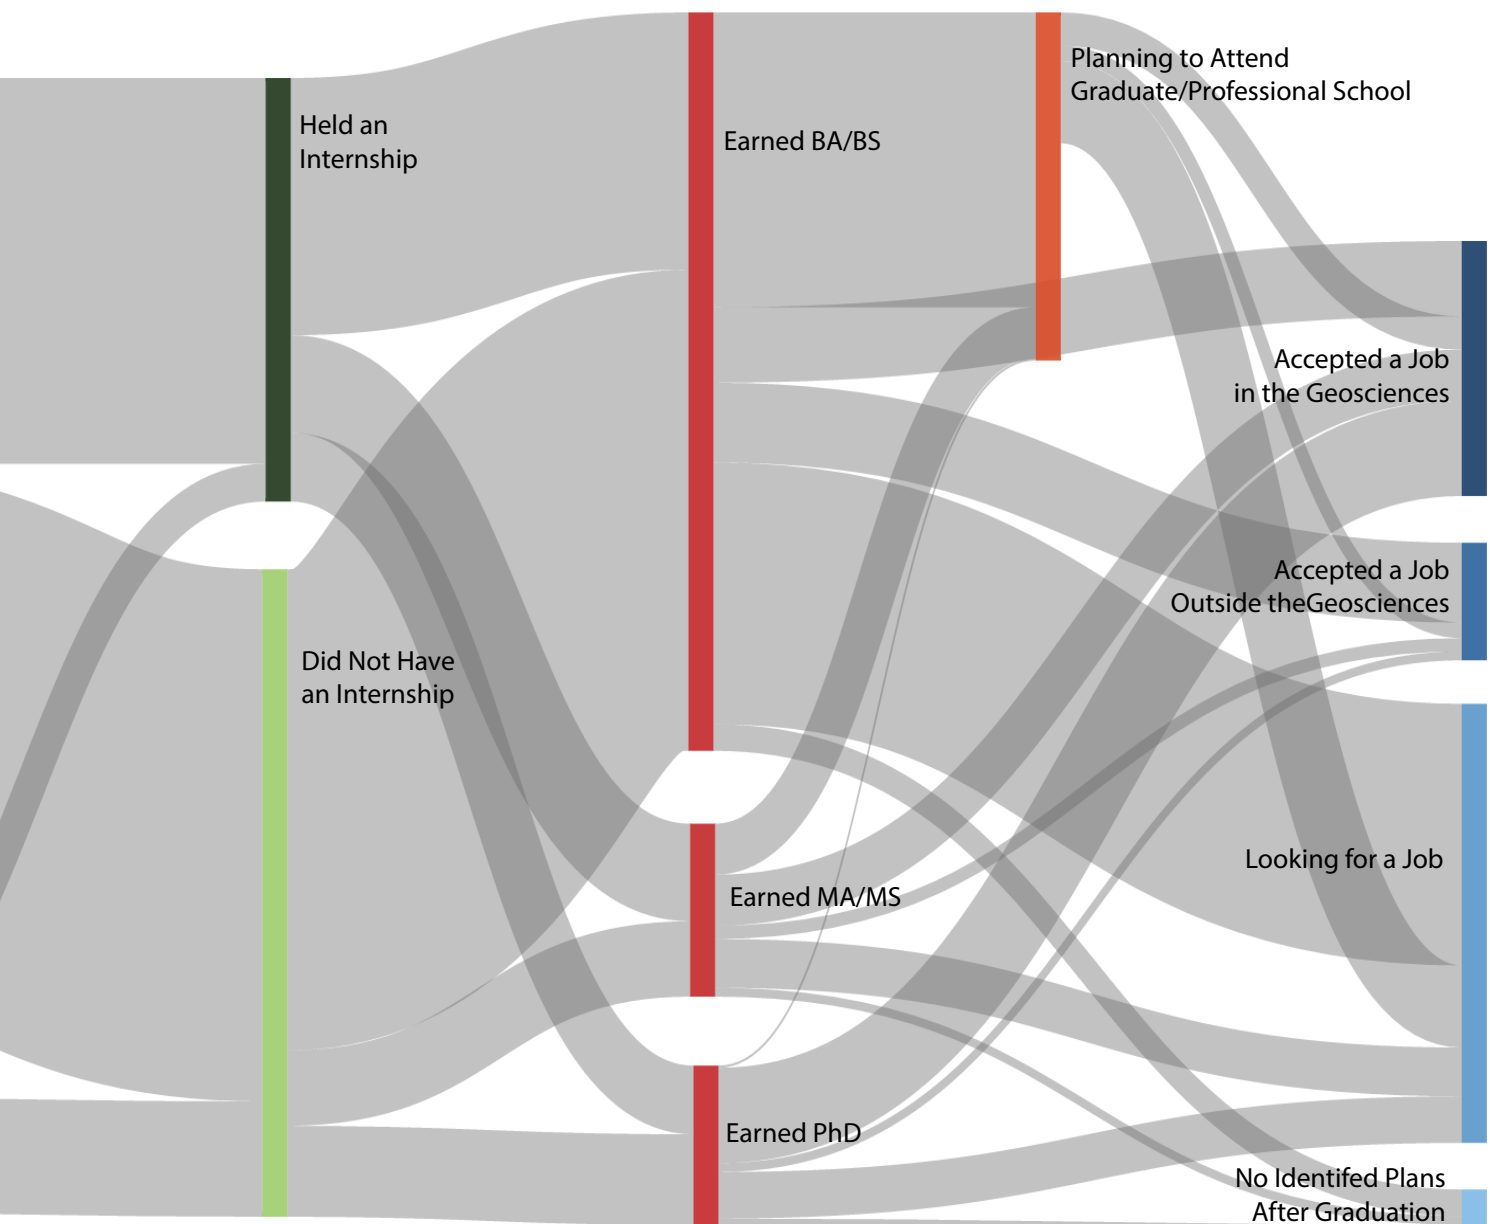 Held an
Internship
Did Not Have
an Internship
Earned BA/BS
Earned MA/MS
Earned PhD
Planning to Attend
Graduate/Professional School
Accepted a Job
in the Geosciences
Accepted a Job
Outside theGeosciences
Looking for a Job
No Identifed Plans
After Graduation